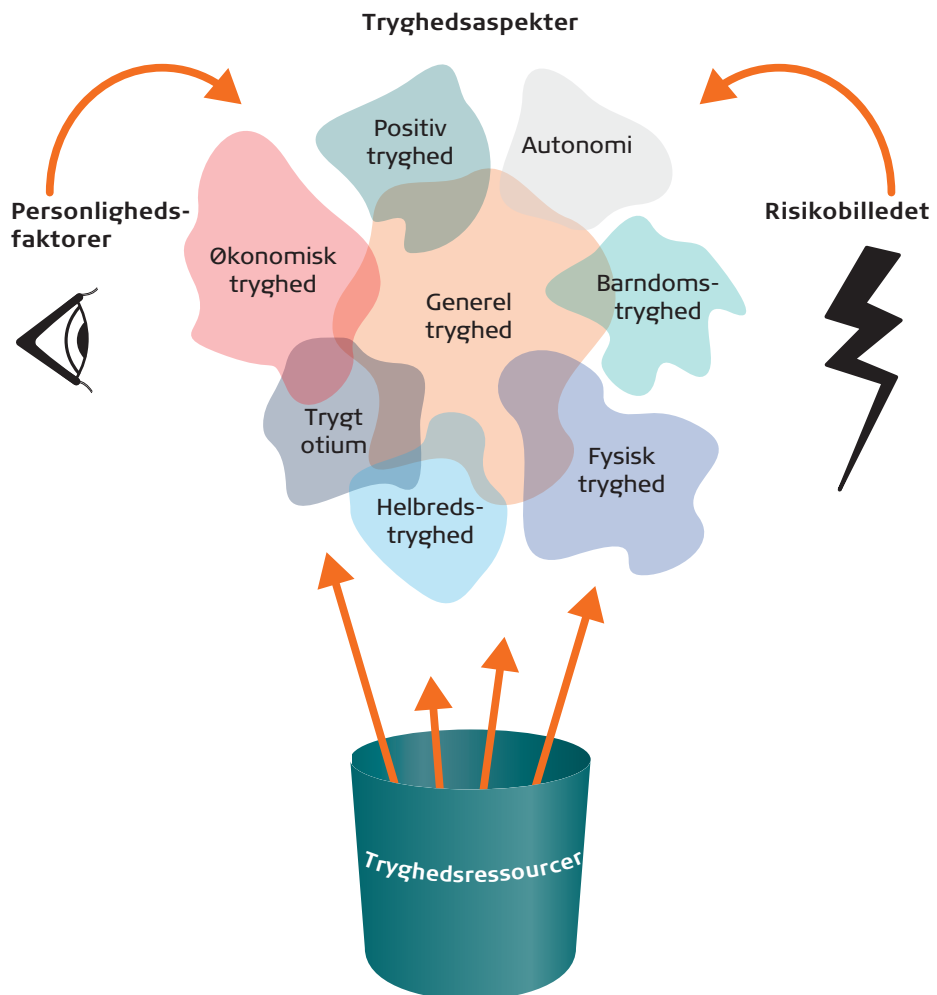 Tryghedsaspekter
Positiv
tryghed
Autonomi
Personligheds-
faktorer
Risikobilledet
Økonomisk
tryghed
Generel
tryghed
Barndoms-
tryghed
Trygt
otium
Fysisk
tryghed
Helbreds-
tryghed
Tryghedsressourcer